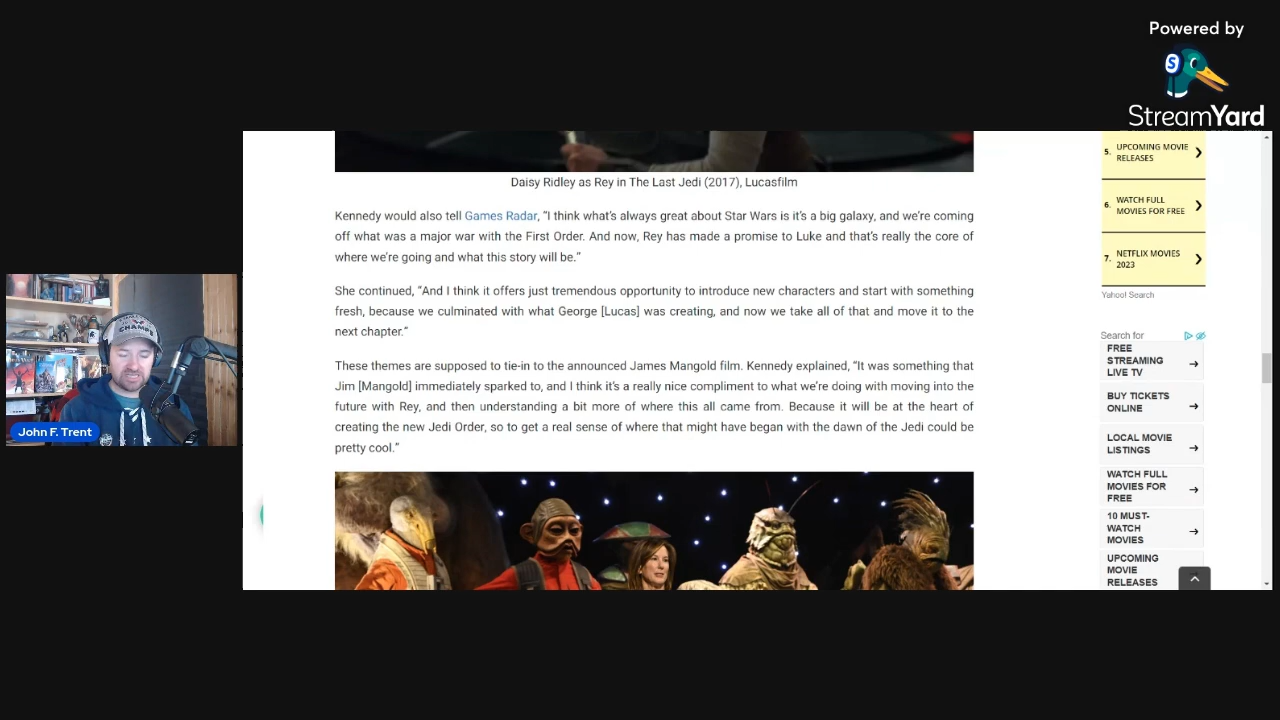 Powered by
S
StreamYard
Daisy Ridley as Rey in The Last Jedi (2017), Lucasfilm
Kennedy would also tell Games Radar, “I think what’s always great about Star Wars is it’s a big galaxy, and we’re coming
off what was a major war with the First Order. And now, Rey has made a promise to Luke and that’s really the core of
where we’re going and what this story will be.”
She continued, “And I think it offers just tremendous opportunity to introduce new characters and start with something
fresh, because we culminated with what George [Lucas] was creating, and now we take all of that and move it to the
next chapter.”
These themes are supposed to tie-in to the announced James Mangold film. Kennedy explained, “It was something that
Jim [Mangold] immediately sparked to, and I think it’s a really nice compliment to what we’re doing with moving into the
future with Rey, and then understanding a bit more of where this all came from. Because it will be at the heart of
creating the new Jedi Order, so to get a real sense of where that might have began with the dawn of the Jedi could be
pretty cool.”
5. UPCOMING MOVIE
RELEASES
6. WATCH FULL
MOVIES FOR FREE
7. NETFLIX MOVIES
2023
Yahoo! Search
Search for
FREE
STREAMING
LIVE TV
BUY TICKETS
ONLINE
LOCAL MOVIE
LISTINGS
WATCH FULL
MOVIES FOR
FREE
10 MUST-
WATCH
MOVIES
UPCOMING
MOVIE
RELEASES
CHAMPS
John F. Trent